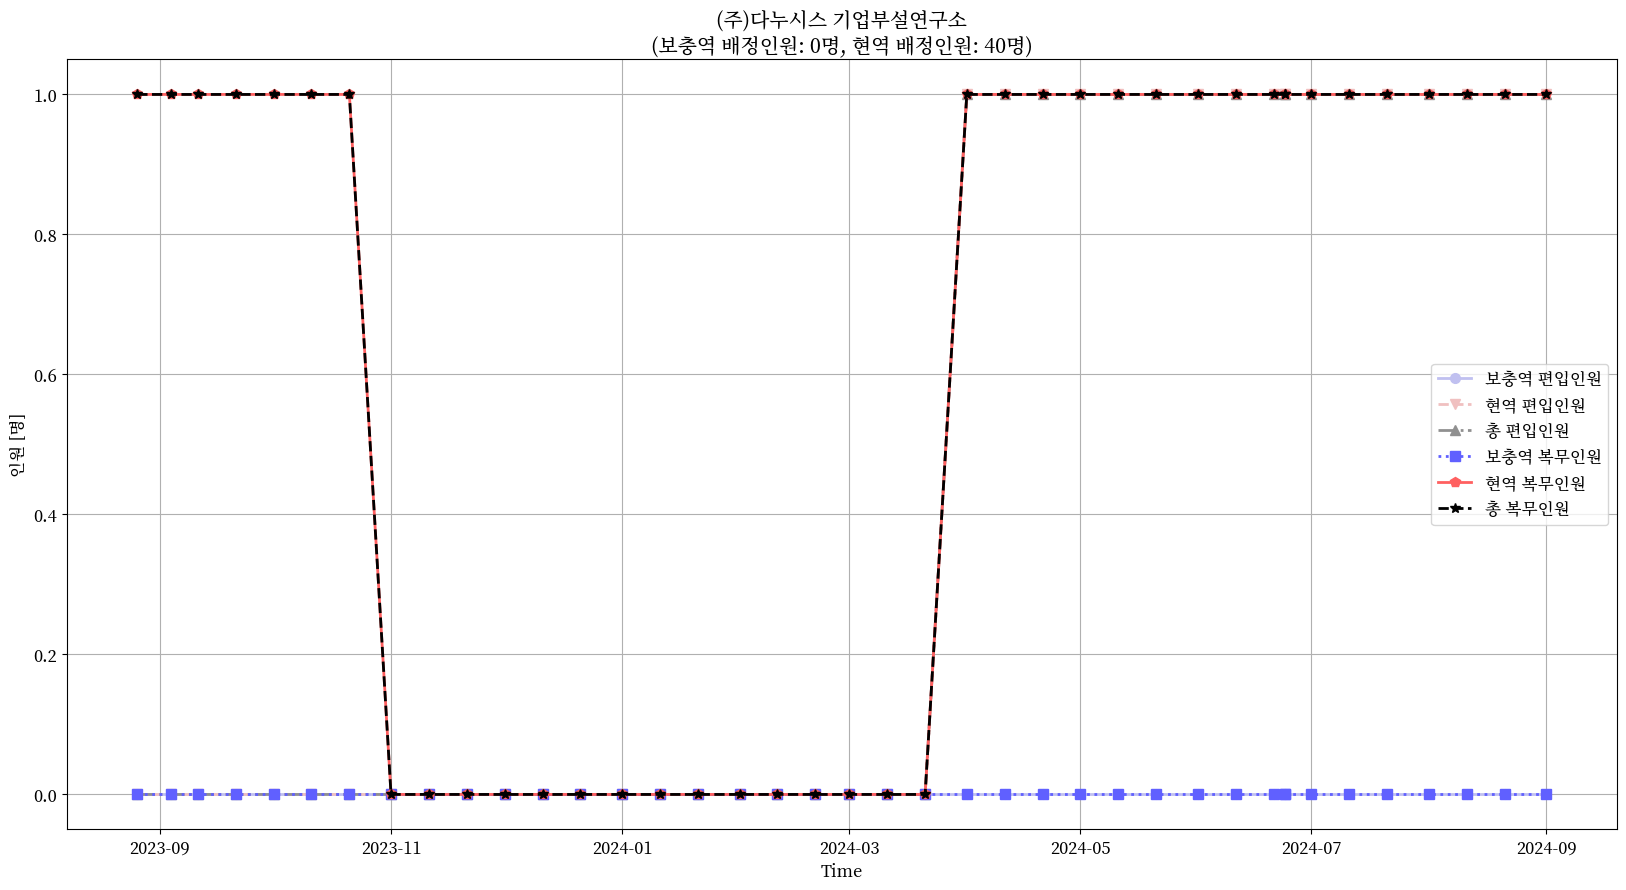 (주)다누시스 기업부설연구소
(보충역 배정인원: 0명, 현역 배정인원: 40명)
1.0
0.8
0.6
0.4
0.2
0.0
인원 [명]
보충역 편입인원
현역 편입인원
총 편입인원
보충역 복무인원
현역 복무인원
총 복무인원
2023-09
2023-11
2024-01
2024-03
2024-05
2024-07
2024-09
Time